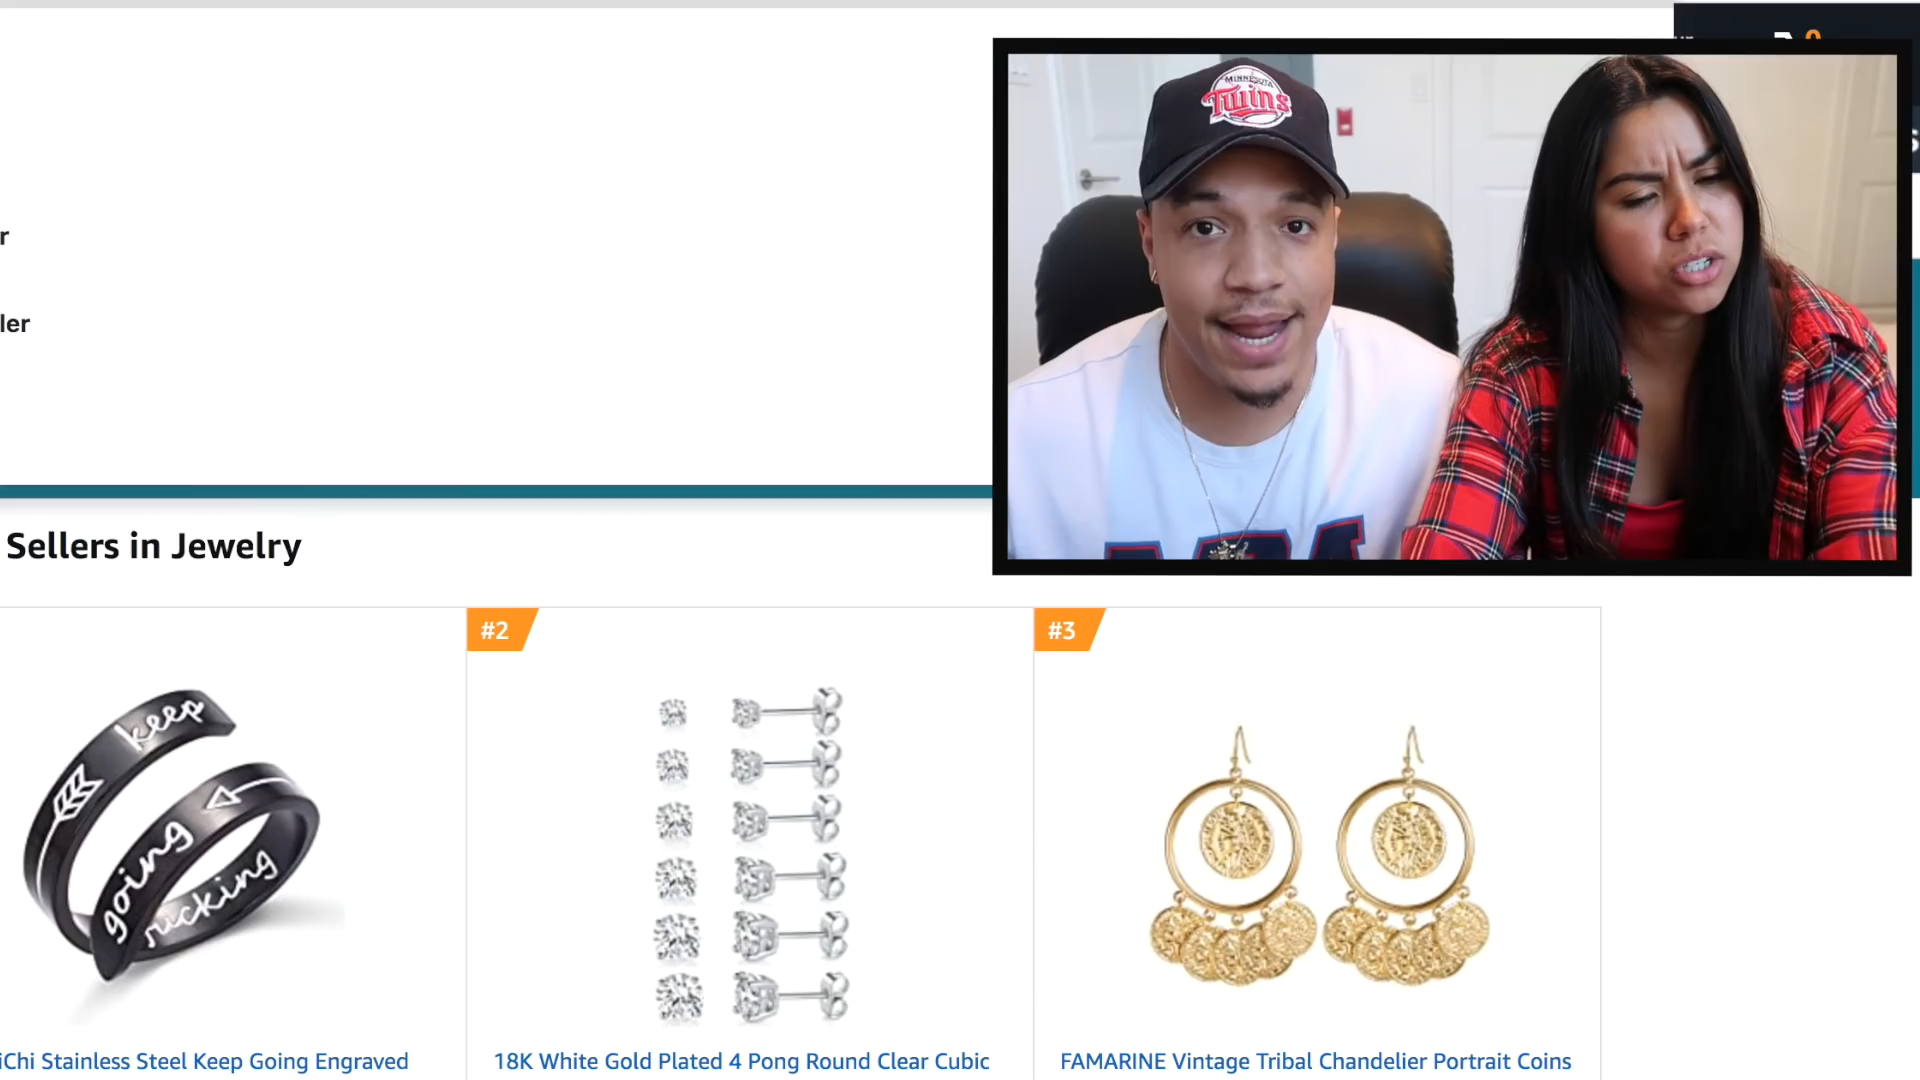 MINNESOTA
Twins
r
ler
Sellers in Jewelry
#2
#3
keep
going
iChi Stainless Steel Keep Going Engraved
18K White Gold Plated 4 Pong Round Clear Cubic
FAMARINE Vintage Tribal Chandelier Portrait Coins